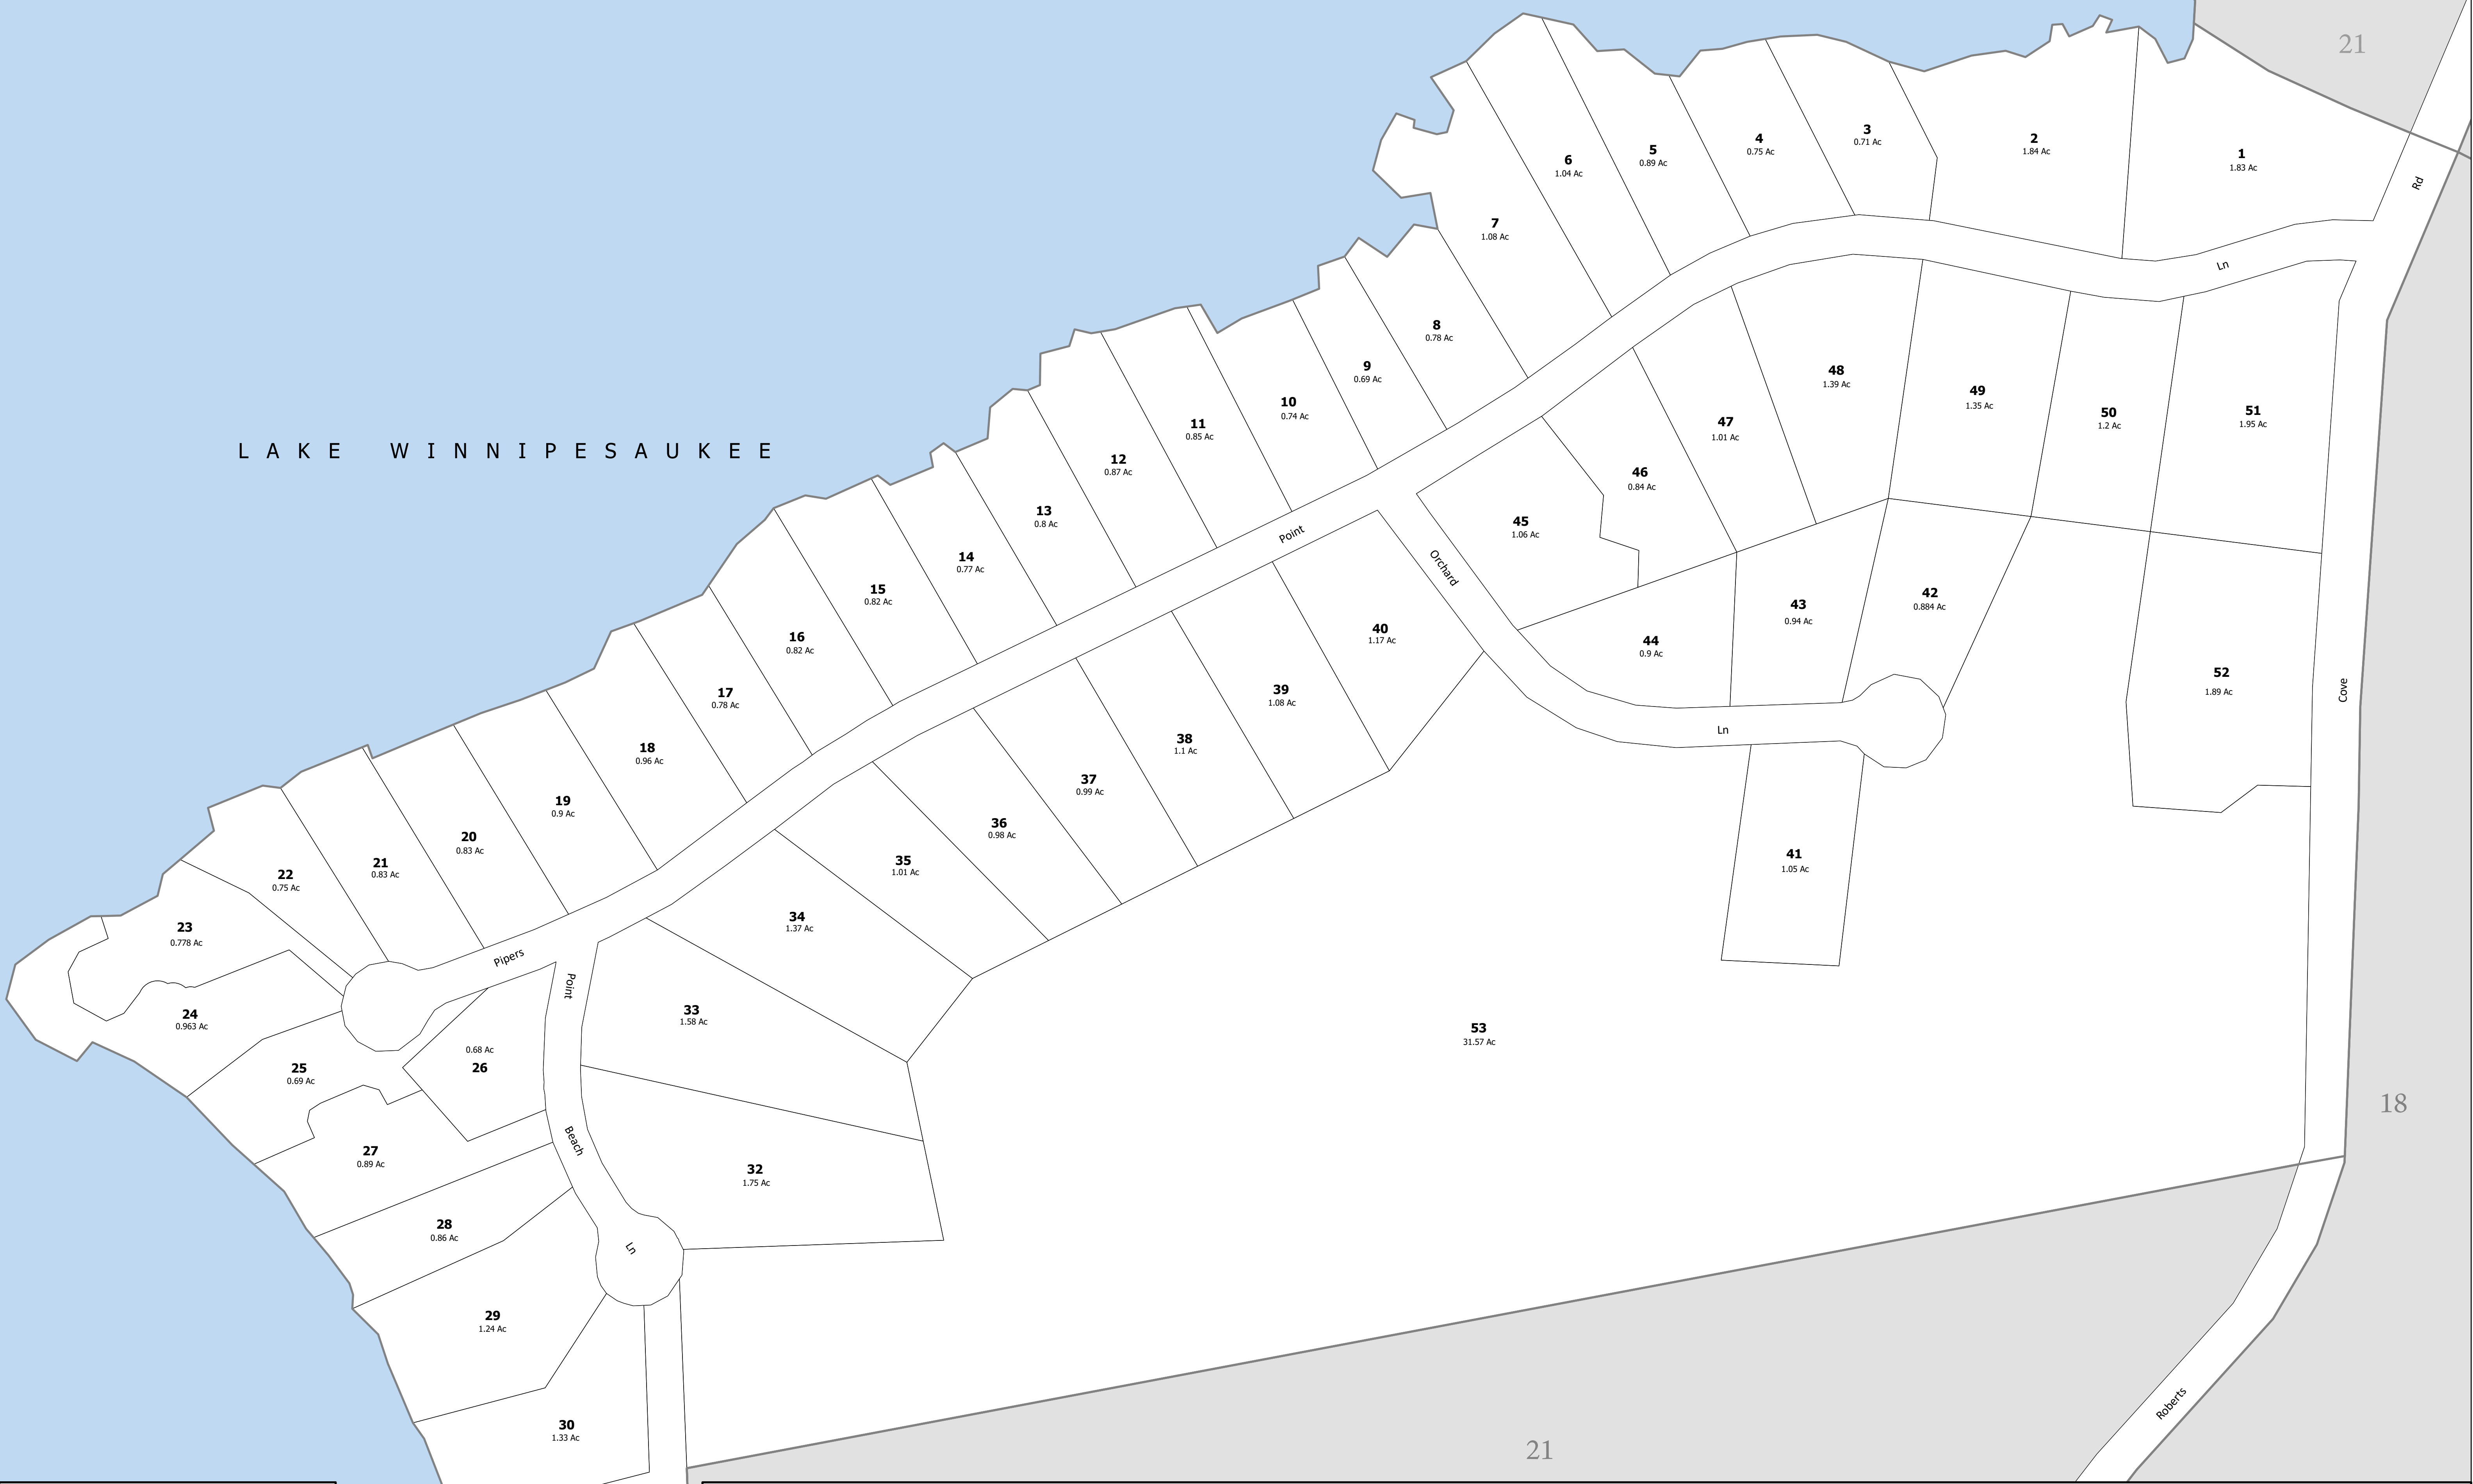 21
Rd
3
0.71 Ac
4
0.75 Ac
2
1.84 Ac
5
0.89 Ac
1
1.83 Ac
6
1.04 Ac
7
1.08 Ac
Ln
8
0.78 Ac
9
0.69 Ac
48
1.39 Ac
49
1.35 Ac
10
0.74 Ac
50
1.2 Ac
51
1.95 Ac
11
0.85 Ac
47
1.01 Ac
LAKE WINNIPESAUKEE
12
0.87 Ac
46
0.84 Ac
13
0.8 Ac
45
1.06 Ac
Point
14
0.77 Ac
Orchard
15
0.82 Ac
42
0.884 Ac
43
0.94 Ac
40
1.17 Ac
16
0.82 Ac
44
0.9 Ac
52
1.89 Ac
Cove
39
1.08 Ac
17
0.78 Ac
Ln
38
1.1 Ac
18
0.96 Ac
37
0.99 Ac
19
0.9 Ac
36
0.98 Ac
20
0.83 Ac
41
1.05 Ac
35
1.01 Ac
21
0.83 Ac
22
0.75 Ac
34
1.37 Ac
23
0.778 Ac
Pipers
Point
33
1.58 Ac
24
0.963 Ac
53
31.57 Ac
0.68 Ac
26
25
0.69 Ac
18
Beach
27
0.89 Ac
32
1.75 Ac
28
0.86 Ac
Ln
29
1.24 Ac
Roberts
30
1.33 Ac
21